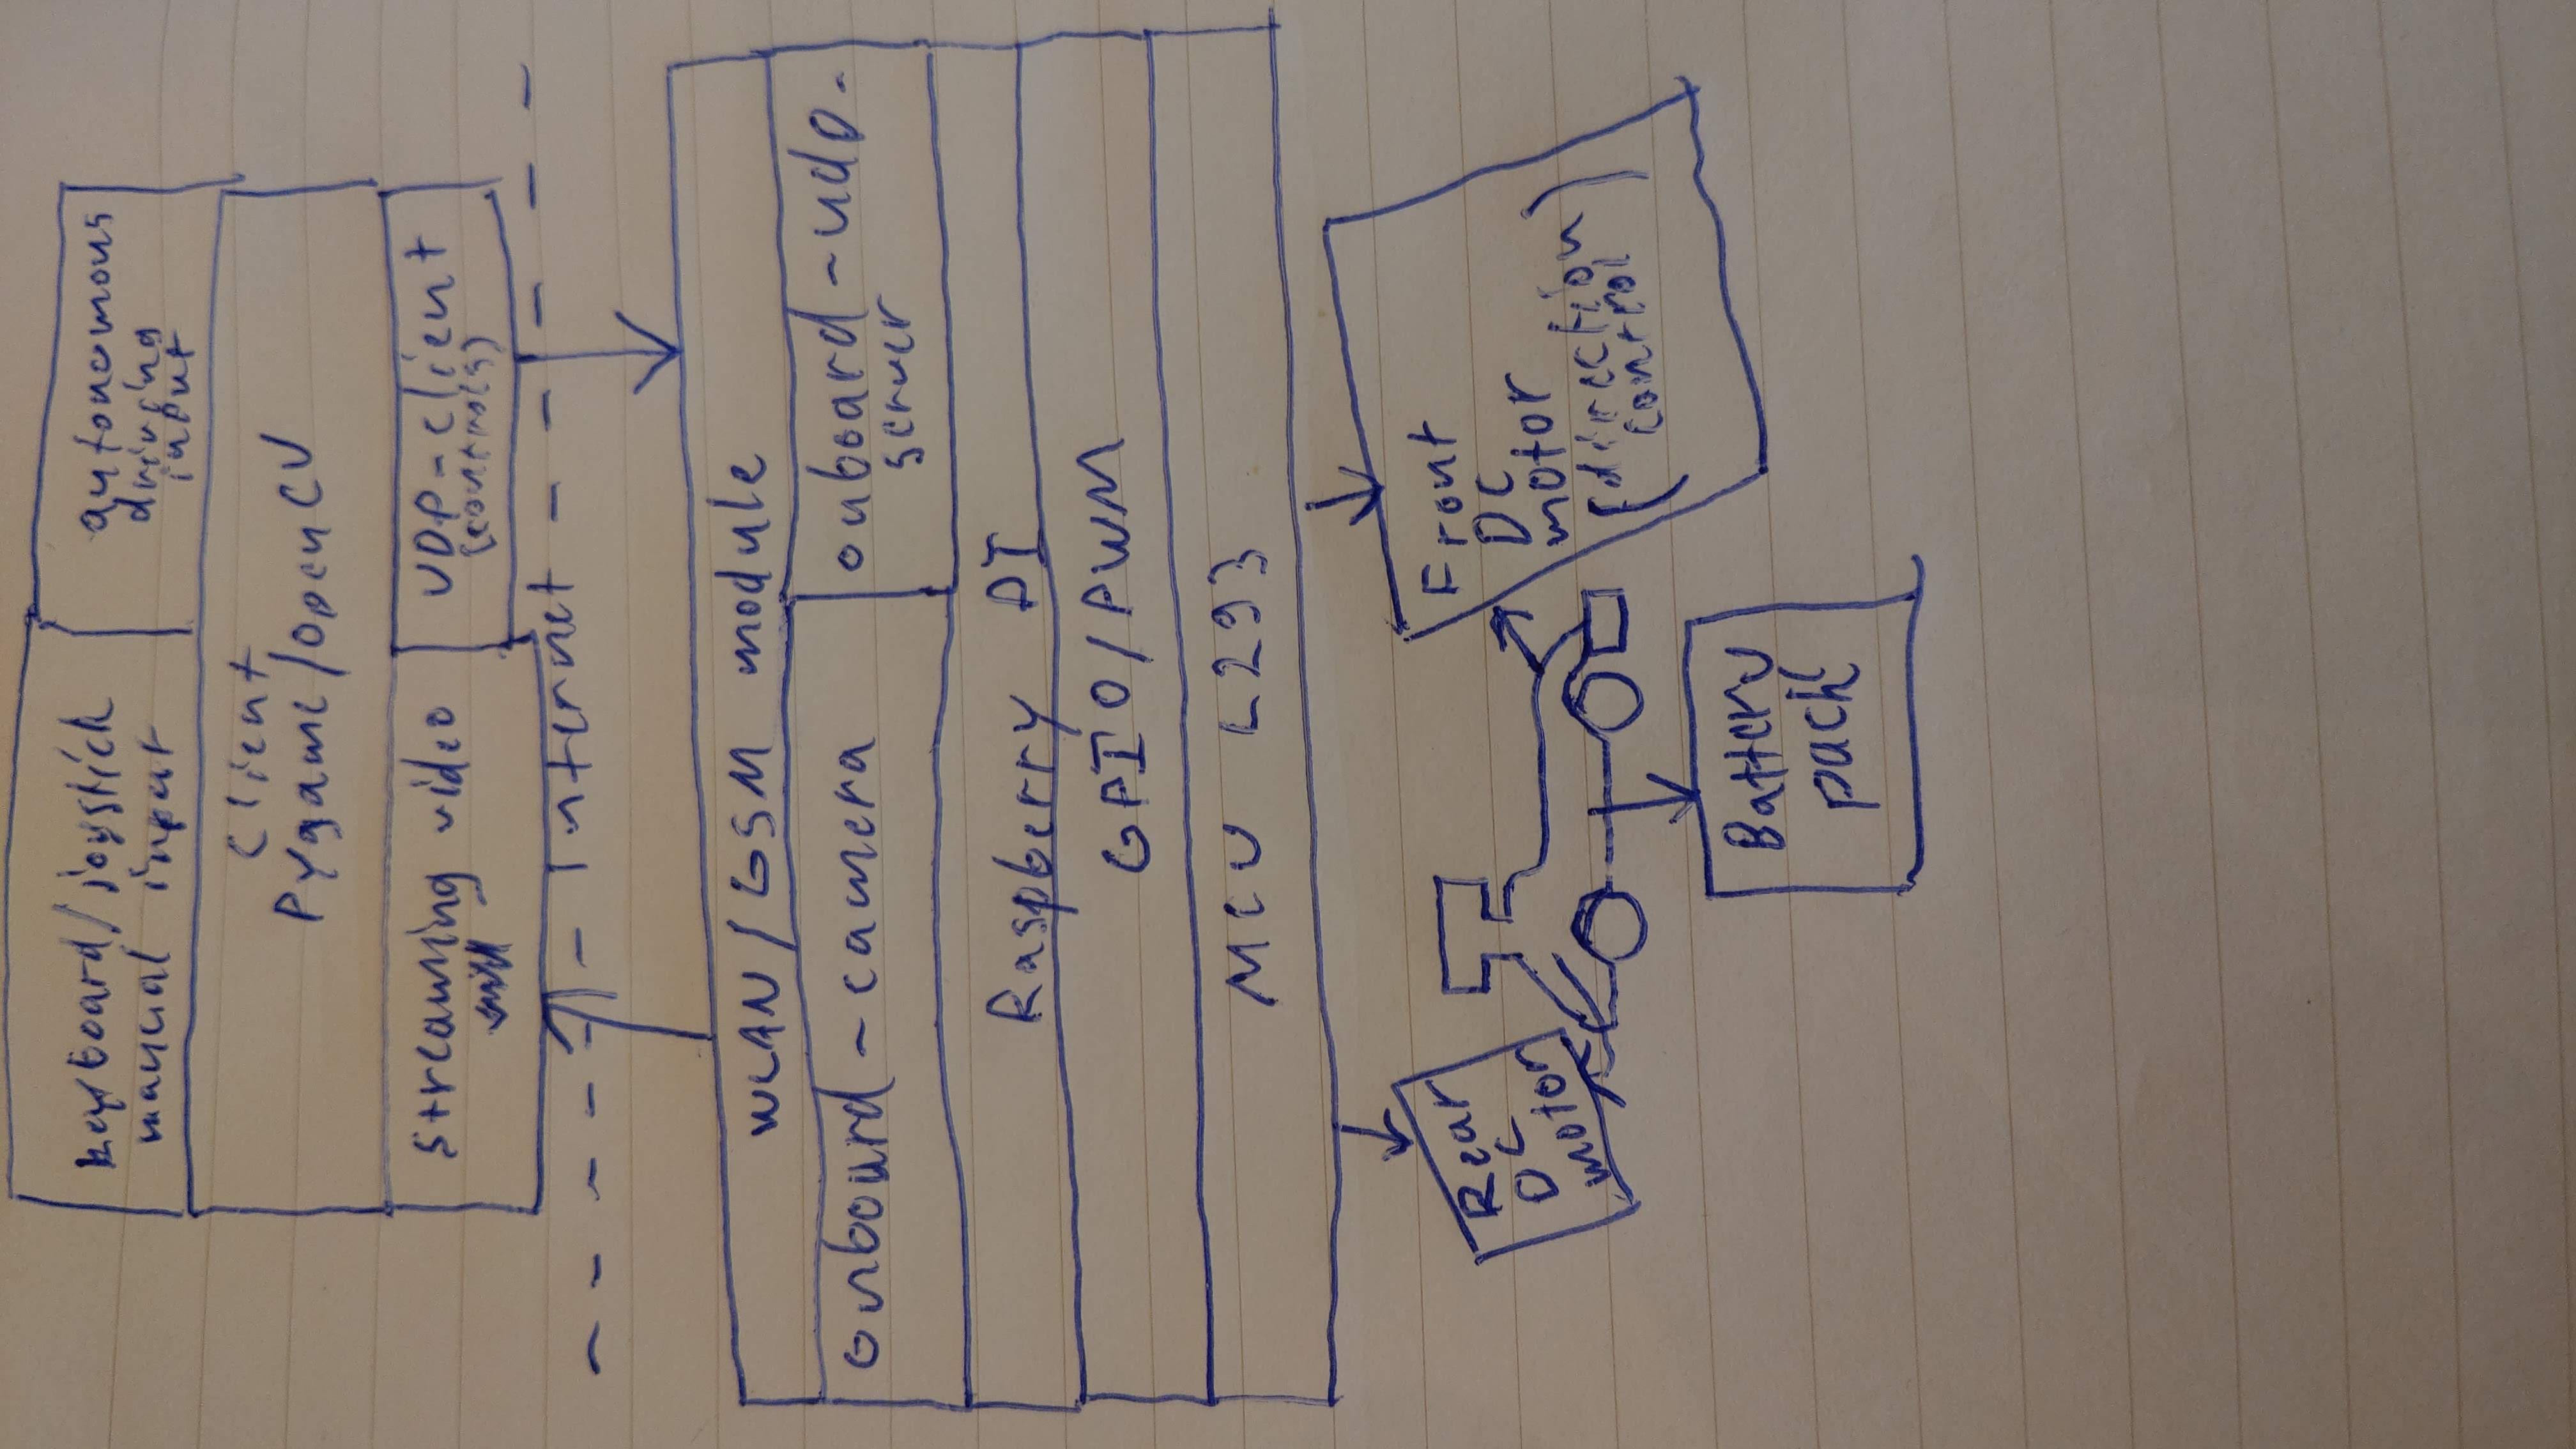 keyboard/joystick
manual input
autonomous
driving
input
Client
Pygame/OpenCV
streaming video
UDP-client
(controls)
Internet
WLAN/GSM module
onboard-camera
onboard-udp-
server
Raspberry PI
GPIO/PWM
MCU L293
Rear
DC
motor
Front
DC
motor
(direction
control)
Battery
pack